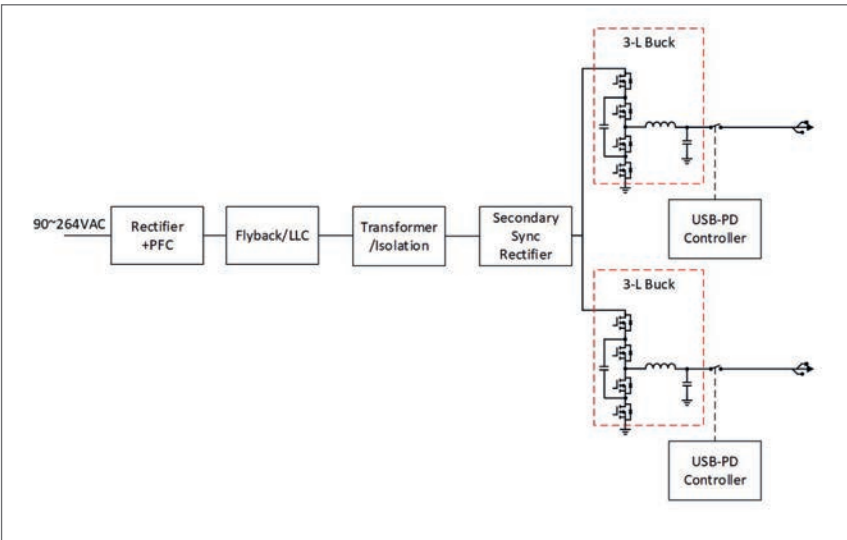 3-L Buck
90~264VAC
Rectifier
+PFC
Flyback/LLC
Transformer
/Isolation
Secondary
Sync
Rectifier
USB-PD
Controller
3-L Buck
USB-PD
Controller